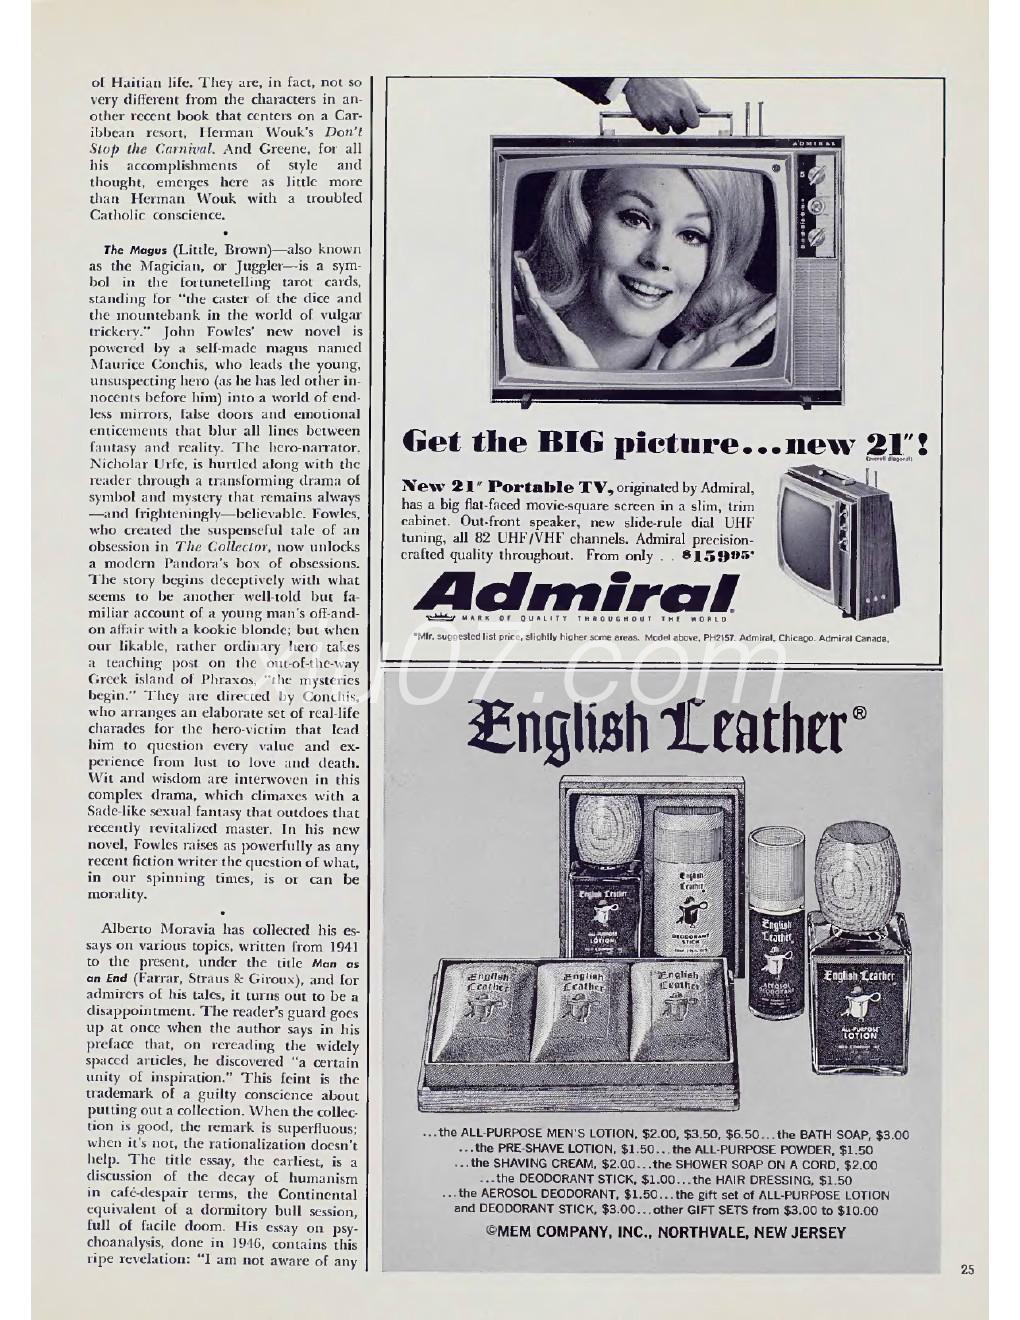 of Haitian life. They are, in fact, not so
very different from the characters in an-
other recent book that centers on a Car-
ibbean resort, Herman Wouk's Don't
Stop the Carnival. And Greene, for all
his accomplishments of style and
thought, emerges here as little more
than Herman Wouk with a troubled
Catholic conscience.
•
The Magus (Little, Brown)—also known
as the Magician, or Juggler—is a sym-
bol in the fortunetelling tarot cards,
standing for "the caster of the dice and
the mountebank in the world of vulgar
trickery." John Fowles' new novel is
powered by a self-made magus named
Maurice Conchis, who leads the young,
unsuspecting hero (as he has led other in-
nocents before him) into a world of end-
less mirrors, false doors and emotional
enticements that blur all lines between
fantasy and reality. The hero-narrator,
Nicholar Urfe, is hurtled along with the
reader through a transforming drama of
symbol and mystery that remains always
—and frighteningly—believable. Fowles,
who created the suspenseful tale of an
obsession in The Collector, now unlocks
a modern Pandora's box of obsessions.
The story begins deceptively with what
seems to be another well-told but fa-
miliar account of a young man's off-and-
on affair with a kookie blonde; but when
our likable, rather ordinary hero takes
a teaching post on the out-of-the-way
Greek island of Phraxos, "the mysteries
begin." They are directed by Conchis,
who arranges an elaborate set of real-life
charades for the hero-victim that lead
him to question every value and ex-
perience from lust to love and death.
Wit and wisdom are interwoven in this
complex drama, which climaxes with a
Sade-like sexual fantasy that outdoes that
recently revitalized master. In his new
novel, Fowles raises as powerfully as any
recent fiction writer the question of what,
in our spinning times, is or can be
morality.
•
Alberto Moravia has collected his es-
says on various topics, written from 1941
to the present, under the title Man as
an End (Farrar, Straus & Giroux), and for
admirers of his tales, it turns out to be a
disappointment. The reader's guard goes
up at once when the author says in his
preface that, on rereading the widely
spaced articles, he discovered "a certain
unity of inspiration." This feint is the
trademark of a guilty conscience about
putting out a collection. When the collec-
tion is good, the remark is superfluous;
when it's not, the rationalization doesn't
help. The title essay, the earliest, is a
discussion of the decay of humanism
in café-despair terms, the Continental
equivalent of a dormitory bull session,
full of facile doom. His essay on psy-
choanalysis, done in 1946, contains this
ripe revelation: "I am not aware of any
ADMIRAL
Get the BIG picture...new 21"!
(overall diagonal)
New 21" Portable TV, originated by Admiral,
has a big flat-faced movie-square screen in a slim, trim
cabinet. Out-front speaker, new slide-rule dial UHF
tuning, all 82 UHF/VHF channels. Admiral precision-
crafted quality throughout. From only . . $159⁹⁵*
Admiral®
MARK OF QUALITY THROUGHOUT THE WORLD
*Mfr. suggested list price, slightly higher some areas. Model above, PH2157. Admiral, Chicago. Admiral Canada.
xiu07.com
English Leather®
English Leather
ALL-PURPOSE
LOTION
English Leather
DEODORANT
STICK
English Leather
AEROSOL
DEODORANT
English Leather
ALL-PURPOSE
LOTION
English Leather
English Leather
English Leather
...the ALL-PURPOSE MEN'S LOTION, $2.00, $3.50, $6.50...the BATH SOAP, $3.00
...the PRE-SHAVE LOTION, $1.50...the ALL-PURPOSE POWDER, $1.50
...the SHAVING CREAM, $2.00...the SHOWER SOAP ON A CORD, $2.00
...the DEODORANT STICK, $1.00...the HAIR DRESSING, $1.50
...the AEROSOL DEODORANT, $1.50...the gift set of ALL-PURPOSE LOTION
and DEODORANT STICK, $3.00...other GIFT SETS from $3.00 to $10.00
©MEM COMPANY, INC., NORTHVALE, NEW JERSEY
25